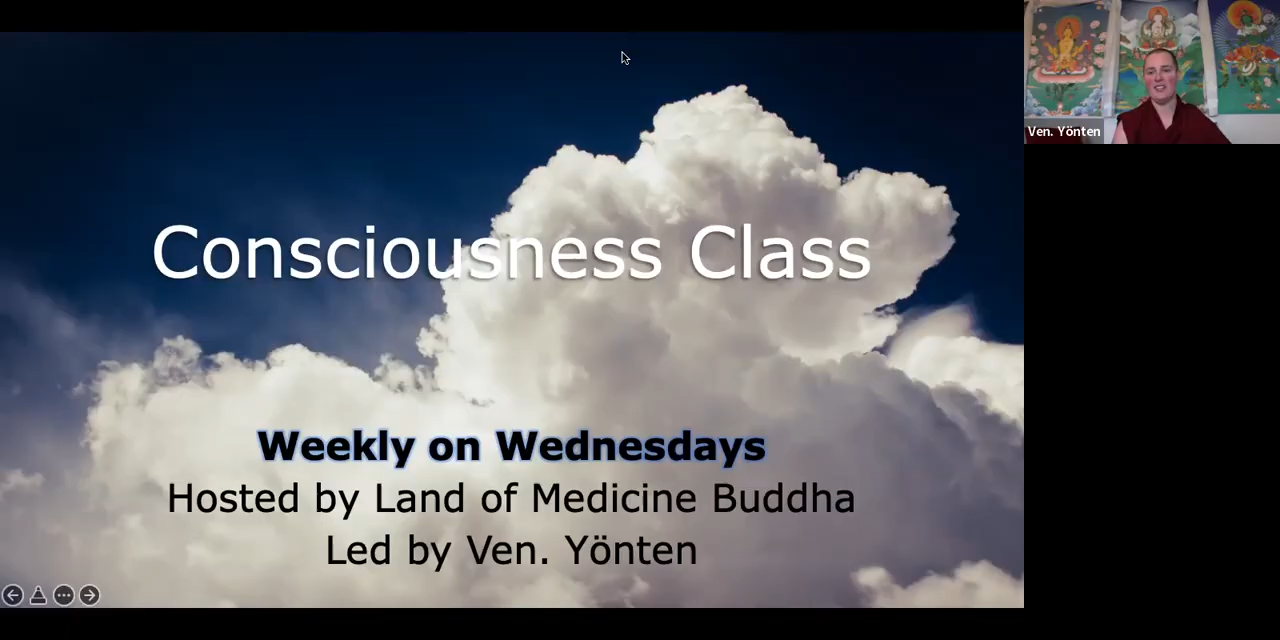 Consciousness Class
Weekly on Wednesdays
Hosted by Land of Medicine Buddha
Led by Ven. Yönten
Ven. Yönten